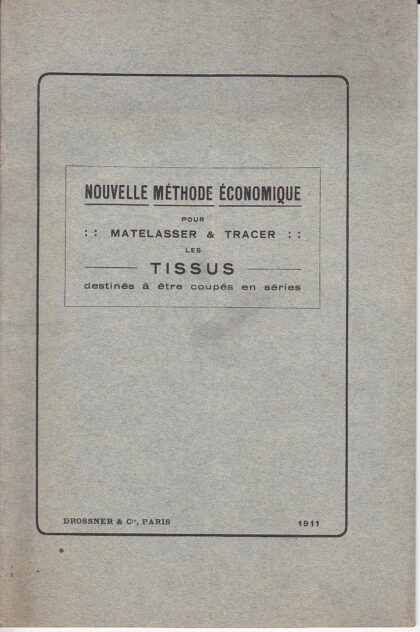 NOUVELLE MÉTHODE ÉCONOMIQUE
POUR
:: MATELASSER & TRACER ::
LES
TISSUS
destinés à être coupés en séries
DROSSNER & Cie, PARIS 1911